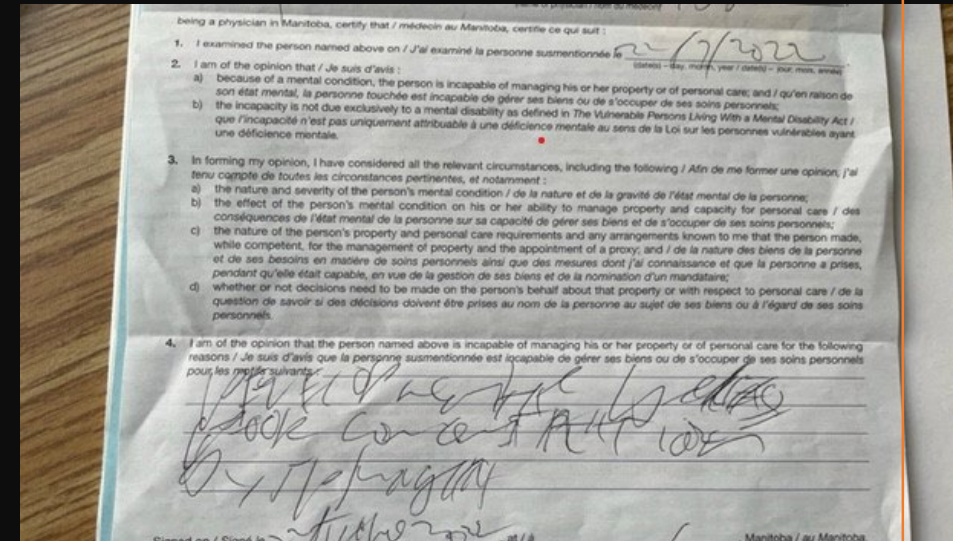 being a physician in Manitoba, certify that / médecin au Manitoba, certifie ce qui suit :
1. I examined the person named above on / J'ai examiné la personne susmentionnée le 22/7/2022
(date(s) – day, month, year / date(s) – jour, mois, année)
2. I am of the opinion that / Je suis d'avis :
a) because of a mental condition, the person is incapable of managing his or her property or of personal care; and / qu'en raison de
son état mental, la personne touchée est incapable de gérer ses biens ou de s'occuper de ses soins personnels;
b) the incapacity is not due exclusively to a mental disability as defined in The Vulnerable Persons Living With a Mental Disability Act /
que l'incapacité n'est pas uniquement attribuable à une déficience mentale au sens de la Loi sur les personnes vulnérables ayant
une déficience mentale.
3. In forming my opinion, I have considered all the relevant circumstances, including the following / Afin de me former une opinion, j'ai
tenu compte de toutes les circonstances pertinentes, et notamment :
a) the nature and severity of the person's mental condition / de la nature et de la gravité de l'état mental de la personne;
b) the effect of the person's mental condition on his or her ability to manage property and capacity for personal care / des
conséquences de l'état mental de la personne sur sa capacité de gérer ses biens et de s'occuper de ses soins personnels;
c) the nature of the person's property and personal care requirements and any arrangements known to me that the person made,
while competent, for the management of property and the appointment of a proxy; and / de la nature des biens de la personne
et de ses besoins en matière de soins personnels ainsi que des mesures dont j'ai connaissance et que la personne a prises,
pendant qu'elle était capable, en vue de la gestion de ses biens et de la nomination d'un mandataire;
d) whether or not decisions need to be made on the person's behalf about that property or with respect to personal care / de la
question de savoir si des décisions doivent être prises au nom de la personne au sujet de ses biens ou à l'égard de ses soins
personnels.
4. I am of the opinion that the person named above is incapable of managing his or her property or of personal care for the following
reasons / Je suis d'avis que la personne susmentionnée est incapable de gérer ses biens ou de s'occuper de ses soins personnels
pour les motifs suivants :
Signed on / Signé le at / à Manitoba / au Manitoba